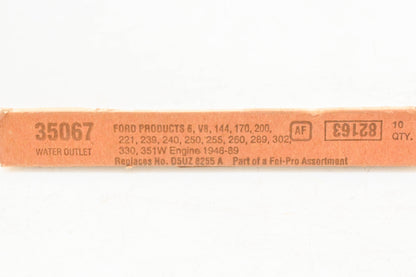 35067
WATER OUTLET
FORD PRODUCTS 6, V8, 144, 170, 200,
221, 239, 240, 250, 255, 260, 289, 302,
330, 351W Engine 1948-89
Replaces No. D5UZ 8255 A Part of a Fel-Pro Assortment
AF
82163
10
QTY.